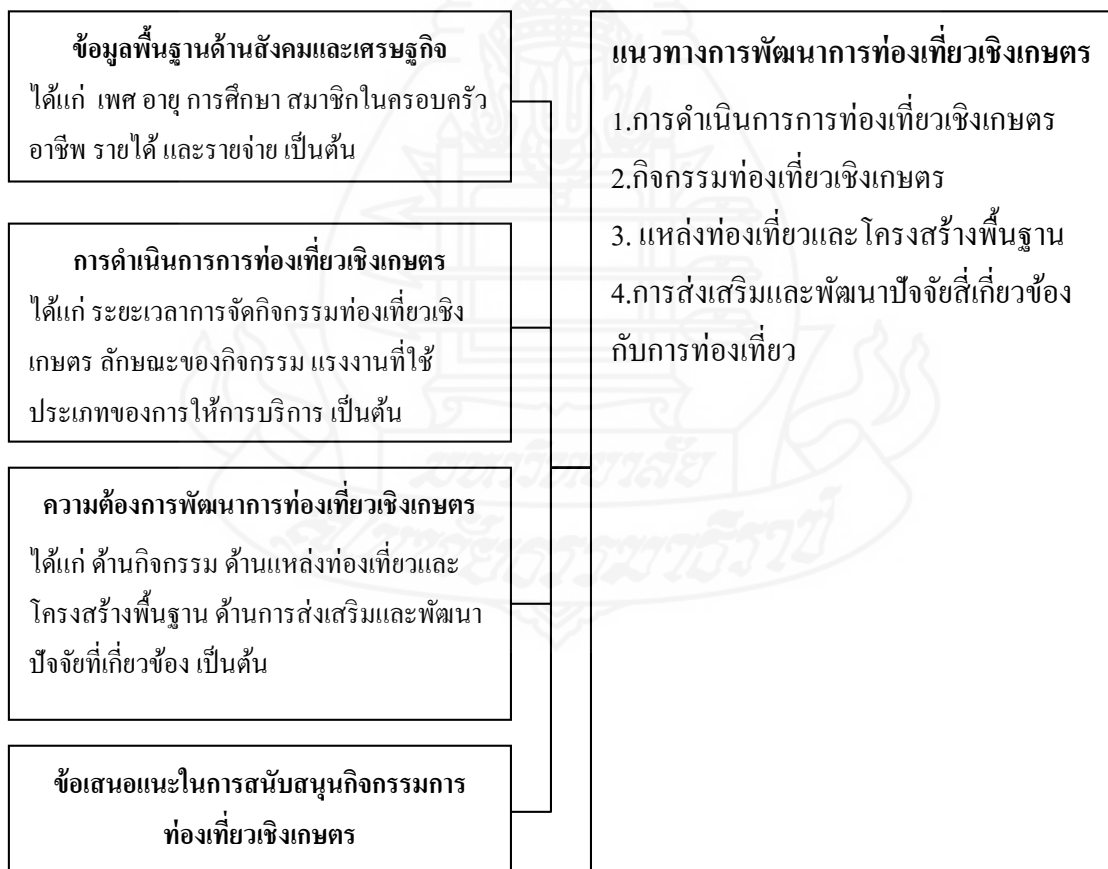 ข้อมูลพื้นฐานด้านสังคมและเศรษฐกิจ
ได้แก่ เพศ อายุ การศึกษา สมาชิกในครอบครัว
อาชีพ รายได้ และรายจ่าย เป็นต้น
การดำเนินการการท่องเที่ยวเชิงเกษตร
ได้แก่ ระยะเวลาการจัดกิจกรรมท่องเที่ยวเชิง
เกษตร ลักษณะของกิจกรรม แรงงานที่ใช้
ประเภทของการให้การบริการ เป็นต้น
ความต้องการพัฒนาการท่องเที่ยวเชิงเกษตร
ได้แก่ ด้านกิจกรรม ด้านแหล่งท่องเที่ยวและ
โครงสร้างพื้นฐาน ด้านการส่งเสริมและพัฒนา
ปัจจัยที่เกี่ยวข้อง เป็นต้น
ข้อเสนอแนะในการสนับสนุนกิจกรรมการ
ท่องเที่ยวเชิงเกษตร
แนวทางการพัฒนาการท่องเที่ยวเชิงเกษตร
1.การดำเนินการการท่องเที่ยวเชิงเกษตร
2.กิจกรรมท่องเที่ยวเชิงเกษตร
3. แหล่งท่องเที่ยวและโครงสร้างพื้นฐาน
4.การส่งเสริมและพัฒนาปัจจัยสี่เกี่ยวข้อง
กับการท่องเที่ยว
มหาวิทยาลัย
สุโขทัยธรรมาธิราช